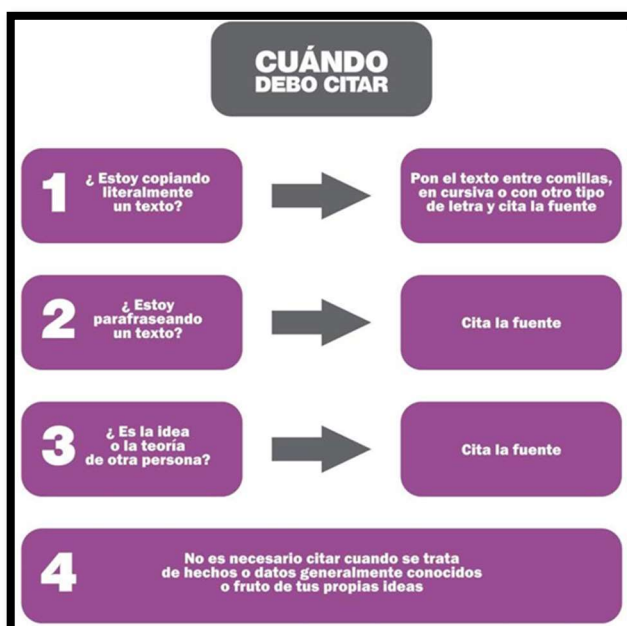 CUÁNDO
DEBO CITAR
1
¿ Estoy copiando
literalmente
un texto?
Pon el texto entre comillas,
en cursiva o con otro tipo
de letra y cita la fuente
2
¿ Estoy
parafraseando
un texto?
Cita la fuente
3
¿ Es la idea
o la teoría
de otra persona?
Cita la fuente
4
No es necesario citar cuando se trata
de hechos o datos generalmente conocidos
o fruto de tus propias ideas